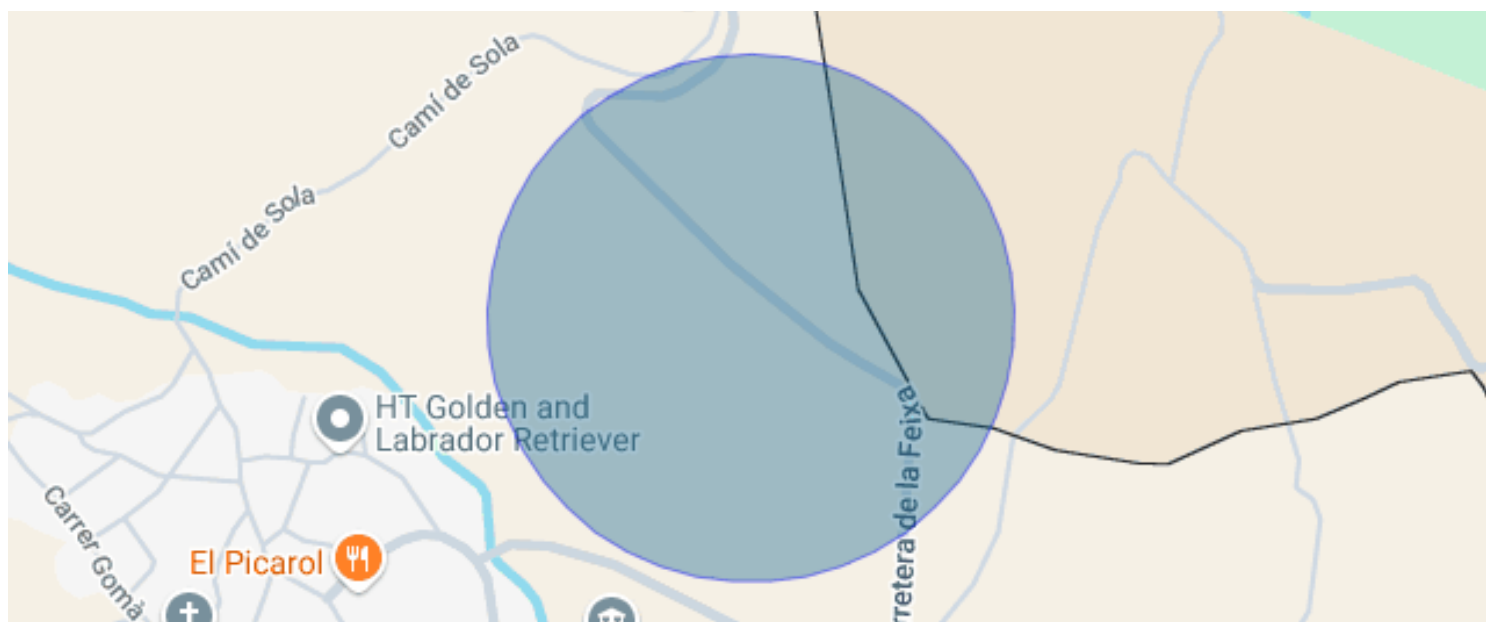 Camí de Sola
Camí de Sola
HT Golden and
Labrador Retriever
Carrer Gomà
El Picarol
rretera de la Feixa